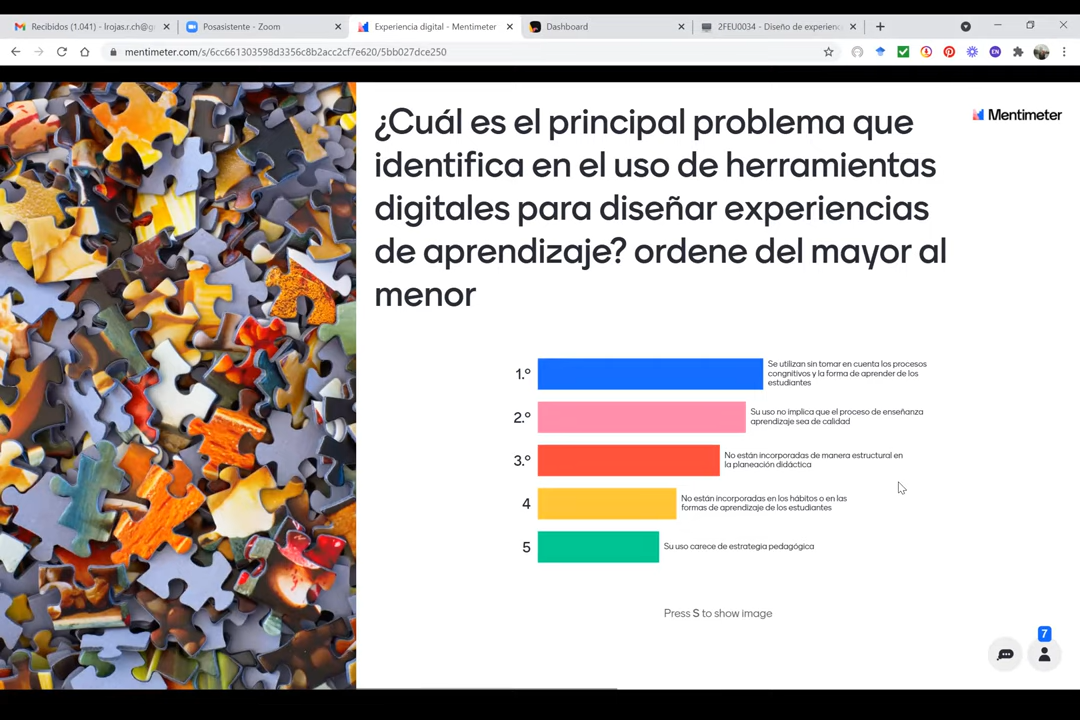 Recibidos (1.041) - lrojas.r.ch@g
Posasistente - Zoom
Experiencia digital - Mentimeter
Dashboard
2FEU0034 - Diseño de experienc
mentimeter.com/s/6cc661303598d3356c8b2acc2cf7e620/5bb027dce250
EN
¿Cuál es el principal problema que
identifica en el uso de herramientas
digitales para diseñar experiencias
de aprendizaje? ordene del mayor al
menor
Mentimeter
1.º
Se utilizan sin tomar en cuenta los procesos
congnitivos y la forma de aprender de los
estudiantes
2.º
Su uso no implica que el proceso de enseñanza
aprendizaje sea de calidad
3.º
No están incorporadas de manera estructural en
la planeación didáctica
4
No están incorporadas en los hábitos o en las
formas de aprendizaje de los estudiantes
5
Su uso carece de estrategia pedagógica
Press S to show image
7